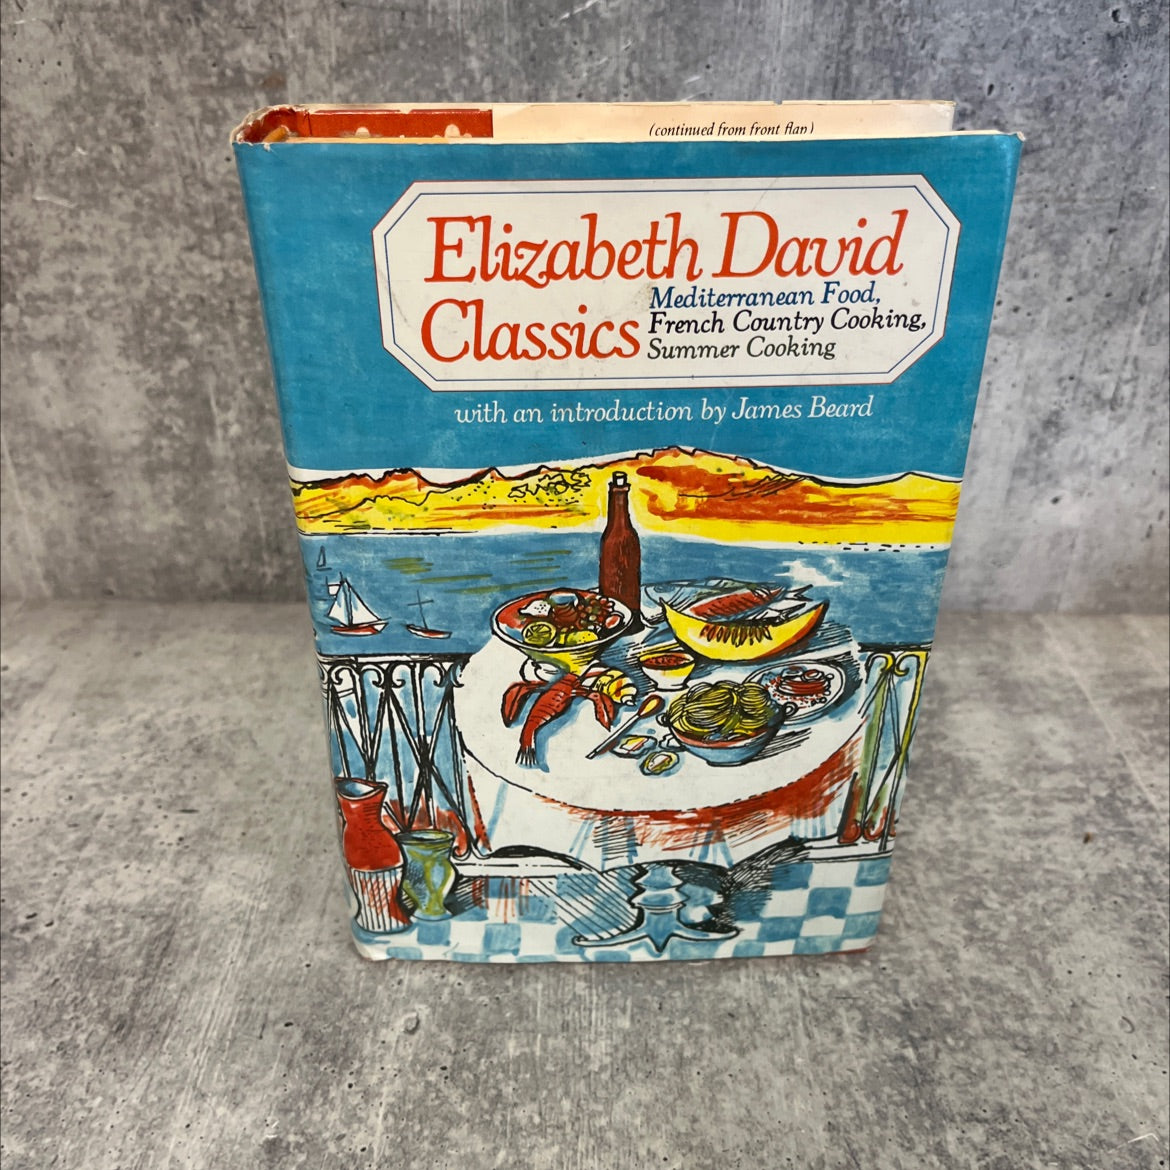 (continued from front flap)
Elizabeth David
Classics
Mediterranean Food,
French Country Cooking,
Summer Cooking
with an introduction by James Beard